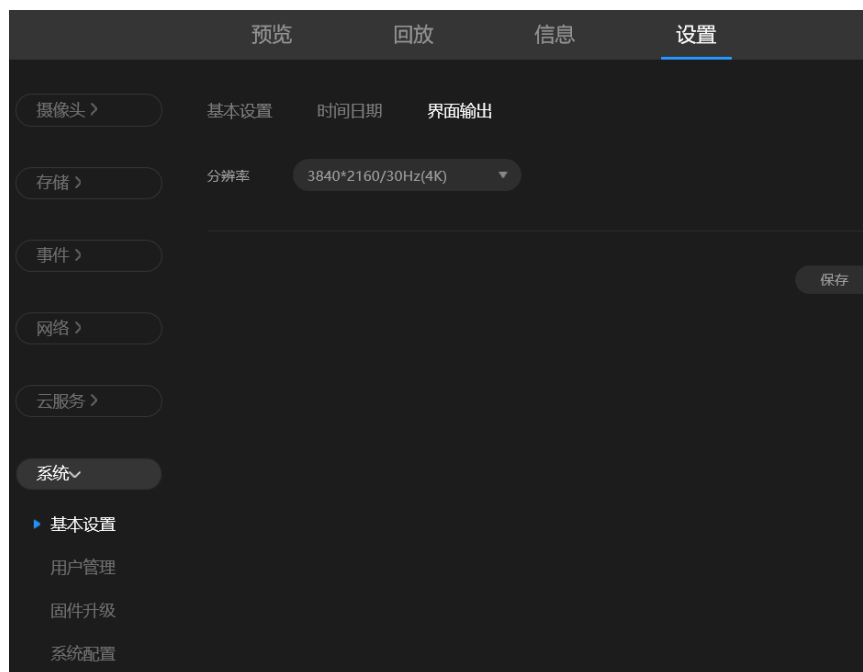 预览 回放 信息 设置
摄像头
基本设置 时间日期 界面输出
存储
分辨率 3840*2160/30Hz(4K)
事件
保存
网络
云服务
系统
基本设置
用户管理
固件升级
系统配置